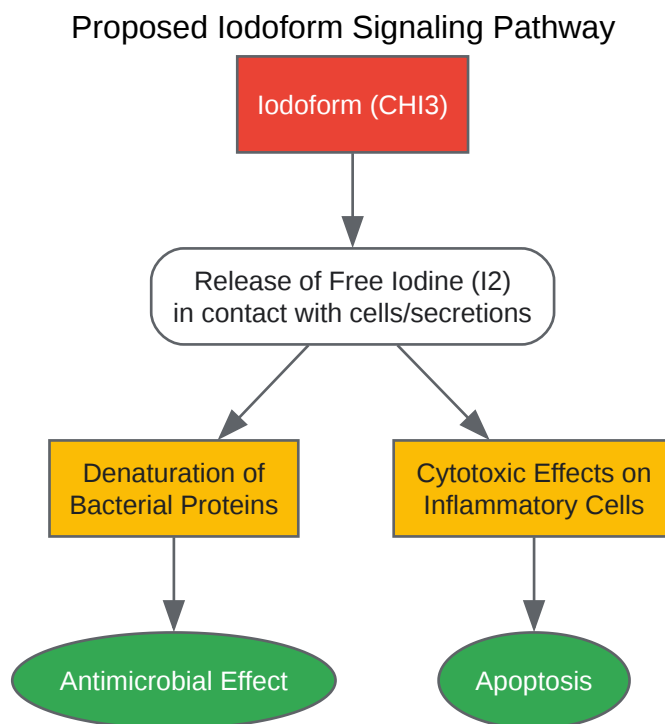 Proposed Iodoform Signaling Pathway
Iodoform (CHI3)
Release of Free Iodine (I2)
in contact with cells/secretions
Denaturation of
Bacterial Proteins
Cytotoxic Effects on
Inflammatory Cells
Antimicrobial Effect
Apoptosis